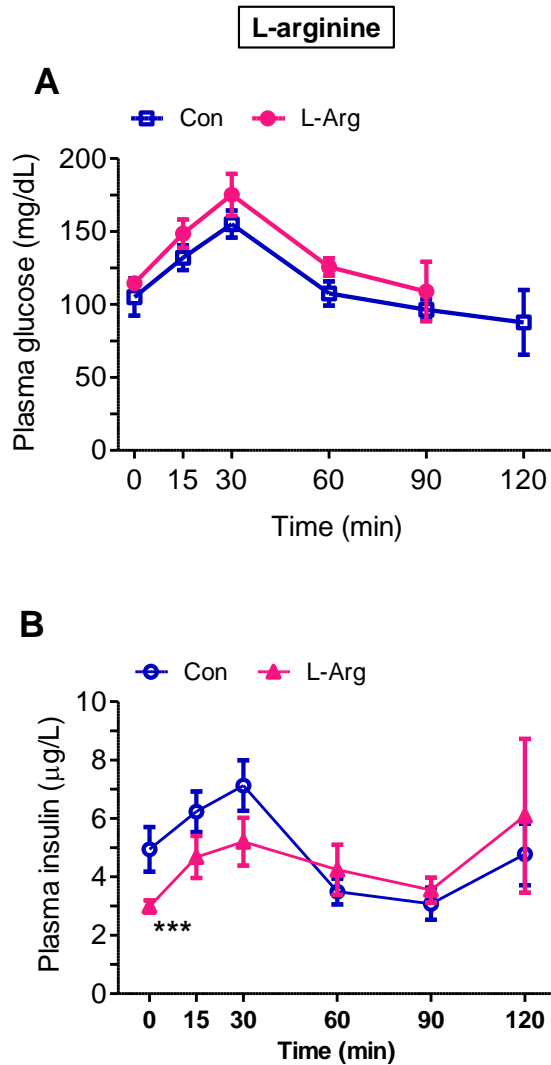 L-arginine
A
Con L-Arg
Plasma glucose (mg/dL)
200
150
100
50
0
0 15 30 60 90 120
Time (min)
B
Con L-Arg
Plasma insulin (μg/L)
10
8
6
4
2
0
***
0 15 30 60 90 120
Time (min)